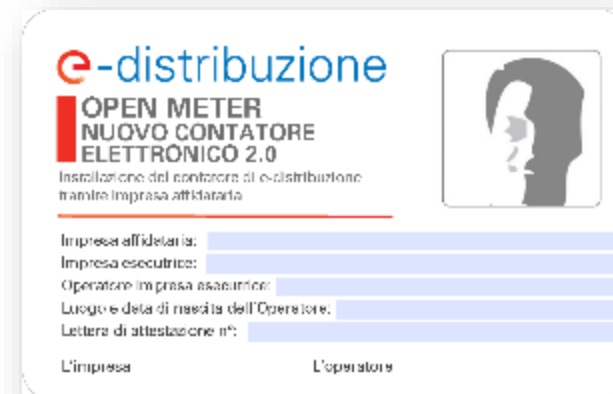 e-distribuzione
OPEN METER
NUOVO CONTATORE
ELETTRONICO 2.0
Installazione del contatore di e-distribuzione
tramite impresa affidataria
Impresa affidataria:
Impresa esecutrice:
Operatore impresa esecutrice:
Luogo e data di nascita dell'Operatore:
Lettera di attestazione n°:
L'impresa
L'operatore